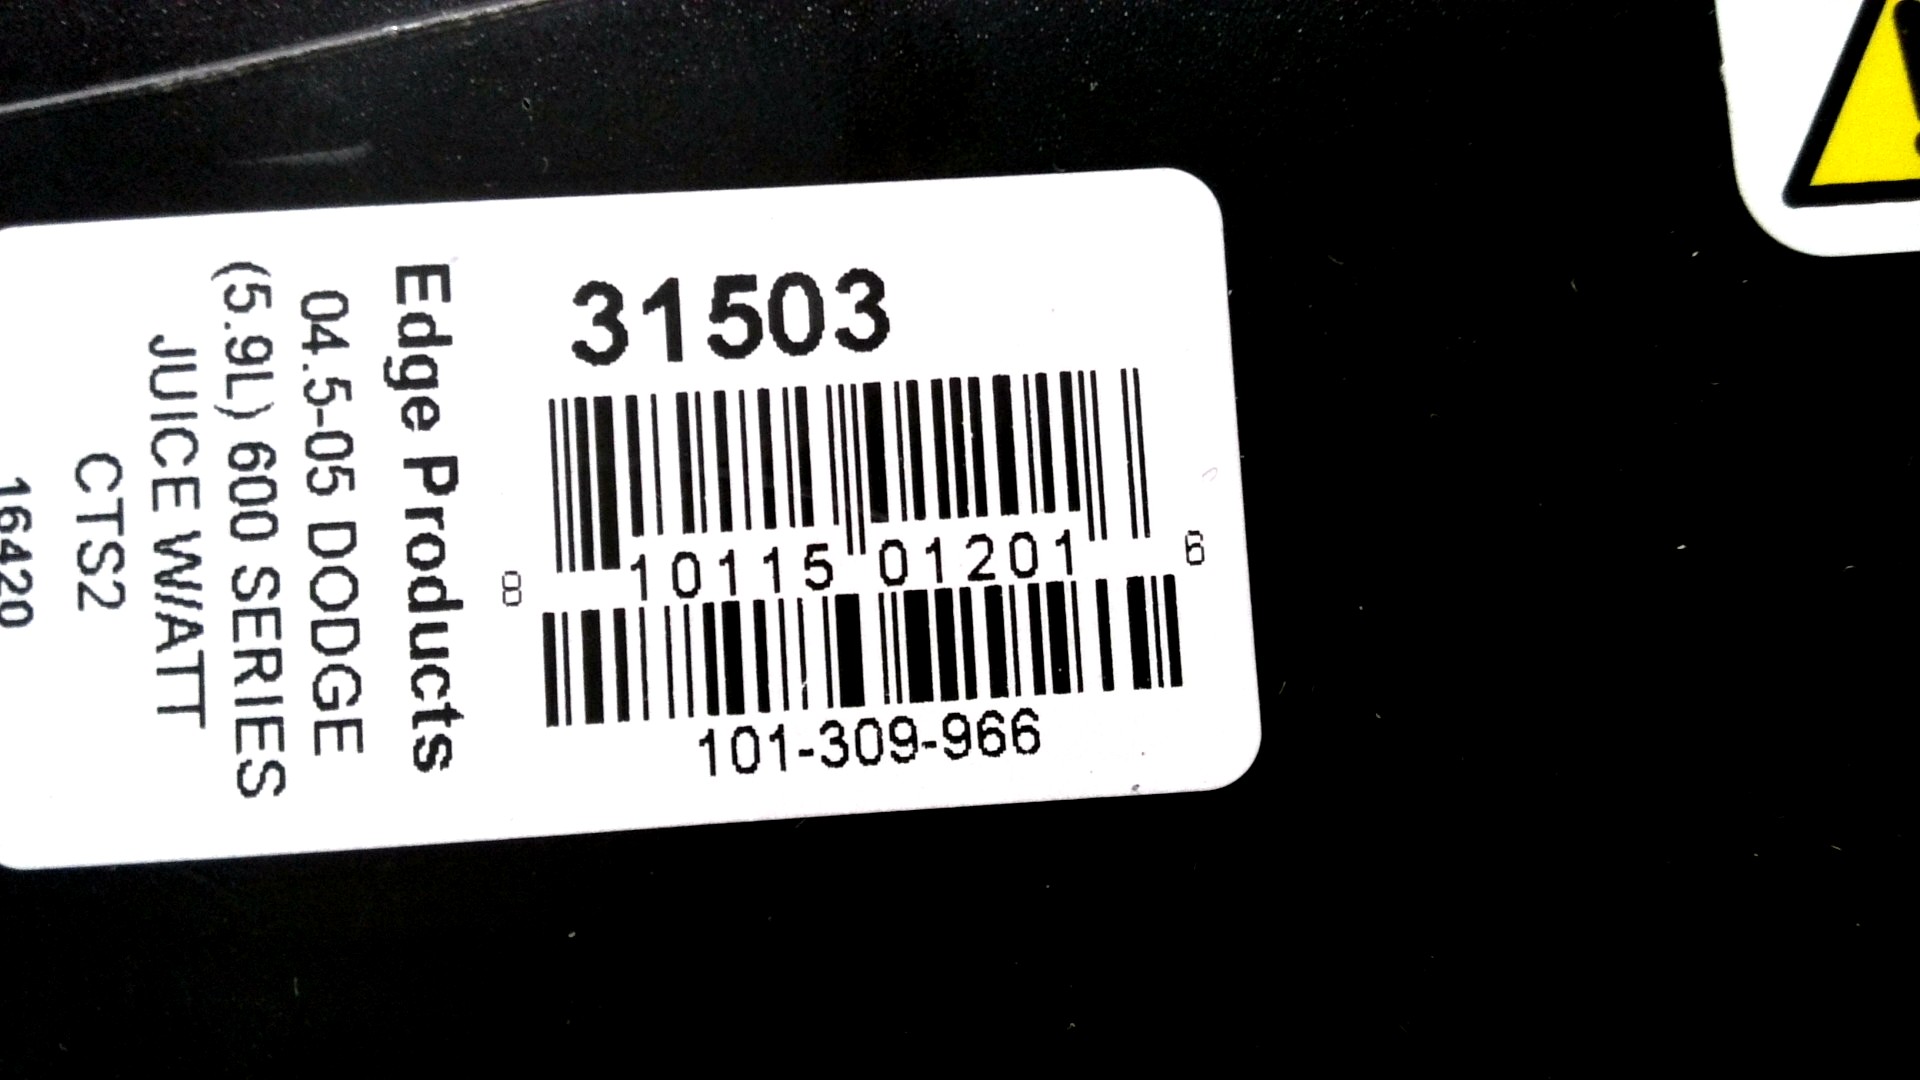 31503
8 10115 01201 6
101-309-966
Edge Products
04.5-05 DODGE
(5.9L) 600 SERIES
JUICE W/ATT
CTS2
16420